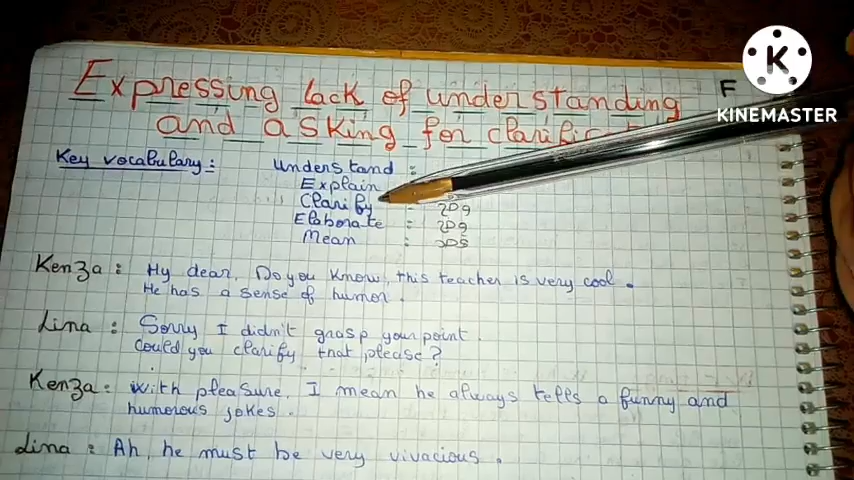 Expressing lack of understanding
and asking for
Key vocabulary:
Understand :
Explain
Clarify
Elaborate :
Mean :
Kenza : Hy dear, Do you know, this teacher is very cool.
He has a sense of humor.
Lina : Sorry I didn't grasp your point.
Could you clarify that please?
Kenza: With pleasure. I mean he always tells a funny and
humorous jokes.
Lina : Ah, he must be very vivacious.
F
K
KINEMASTER